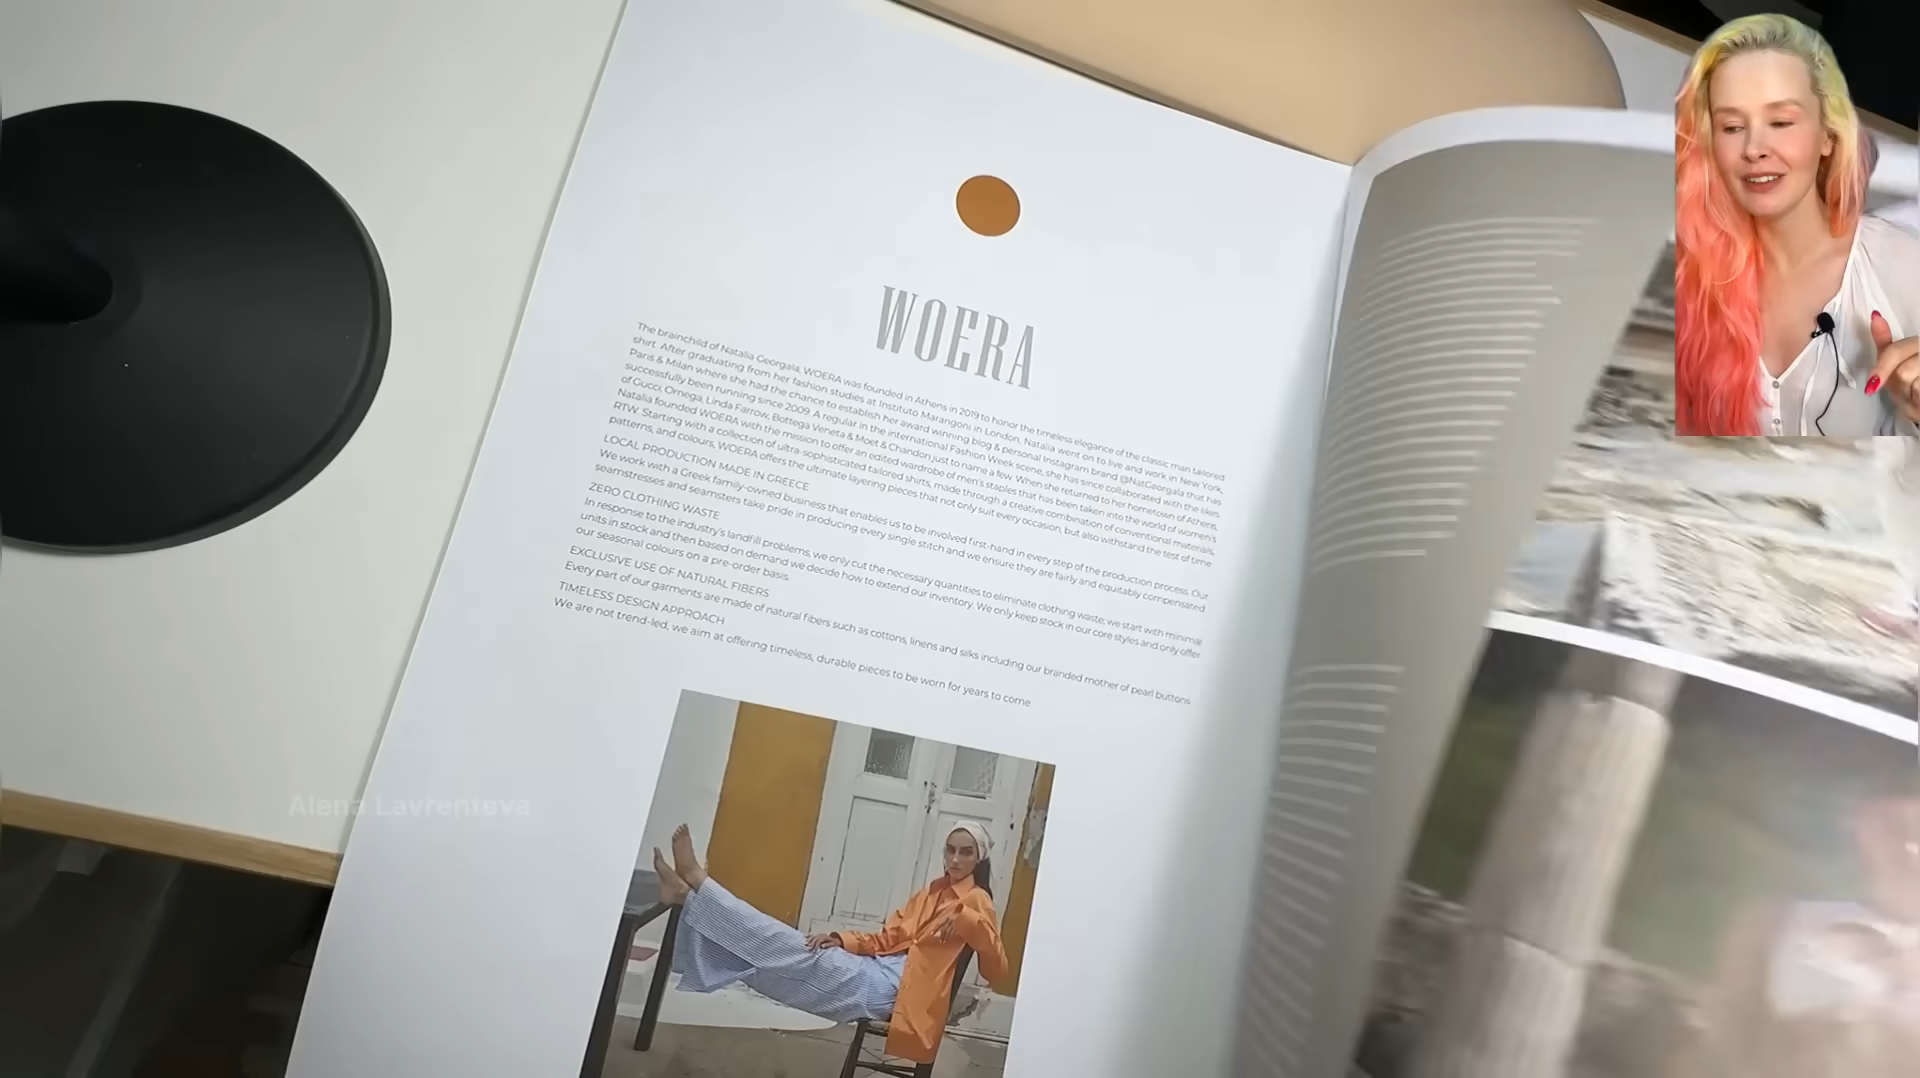 WOERA
The brainchild of Natalia Georgala, WOERA was founded in Athens in 2019 to honor the timeless elegance of the classic man tailored
shirt. After graduating from her fashion studies at Instituto Marangoni in London, Natalia went on to live and work in New York,
Paris & Milan where she had the chance to establish her award winning blog & personal Instagram brand @NatGeorgala that has
successfully been running since 2009. A regular in the international Fashion Week scene, she has since collaborated with the likes
of Gucci, Omega, Linda Farrow, Bottega Veneta & Moet & Chandon just to name a few. When she returned to her hometown of Athens,
Natalia founded WOERA with the mission to offer an edited wardrobe of men's staples that has been taken into the world of women's
RTW. Starting with a collection of ultra-sophisticated tailored shirts, made through a creative combination of conventional materials,
patterns, and colours, WOERA offers the ultimate layering pieces that not only suit every occasion, but also withstand the test of time
LOCAL PRODUCTION MADE IN GREECE
We work with a Greek family-owned business that enables us to be involved first-hand in every step of the production process. Our
seamstresses and seamsters take pride in producing every single stitch and we ensure they are fairly and equitably compensated
ZERO CLOTHING WASTE
In response to the industry's landfill problems, we only cut the necessary quantities to eliminate clothing waste; we start with minimal
units in stock and then based on demand we decide how to extend our inventory. We only keep stock in our core styles and only offer
our seasonal colours on a pre-order basis.
EXCLUSIVE USE OF NATURAL FIBERS
Every part of our garments are made of natural fibers such as cottons, linens and silks including our branded mother of pearl buttons
TIMELESS DESIGN APPROACH
We are not trend-led, we aim at offering timeless, durable pieces to be worn for years to come
Alena Lavrenteva